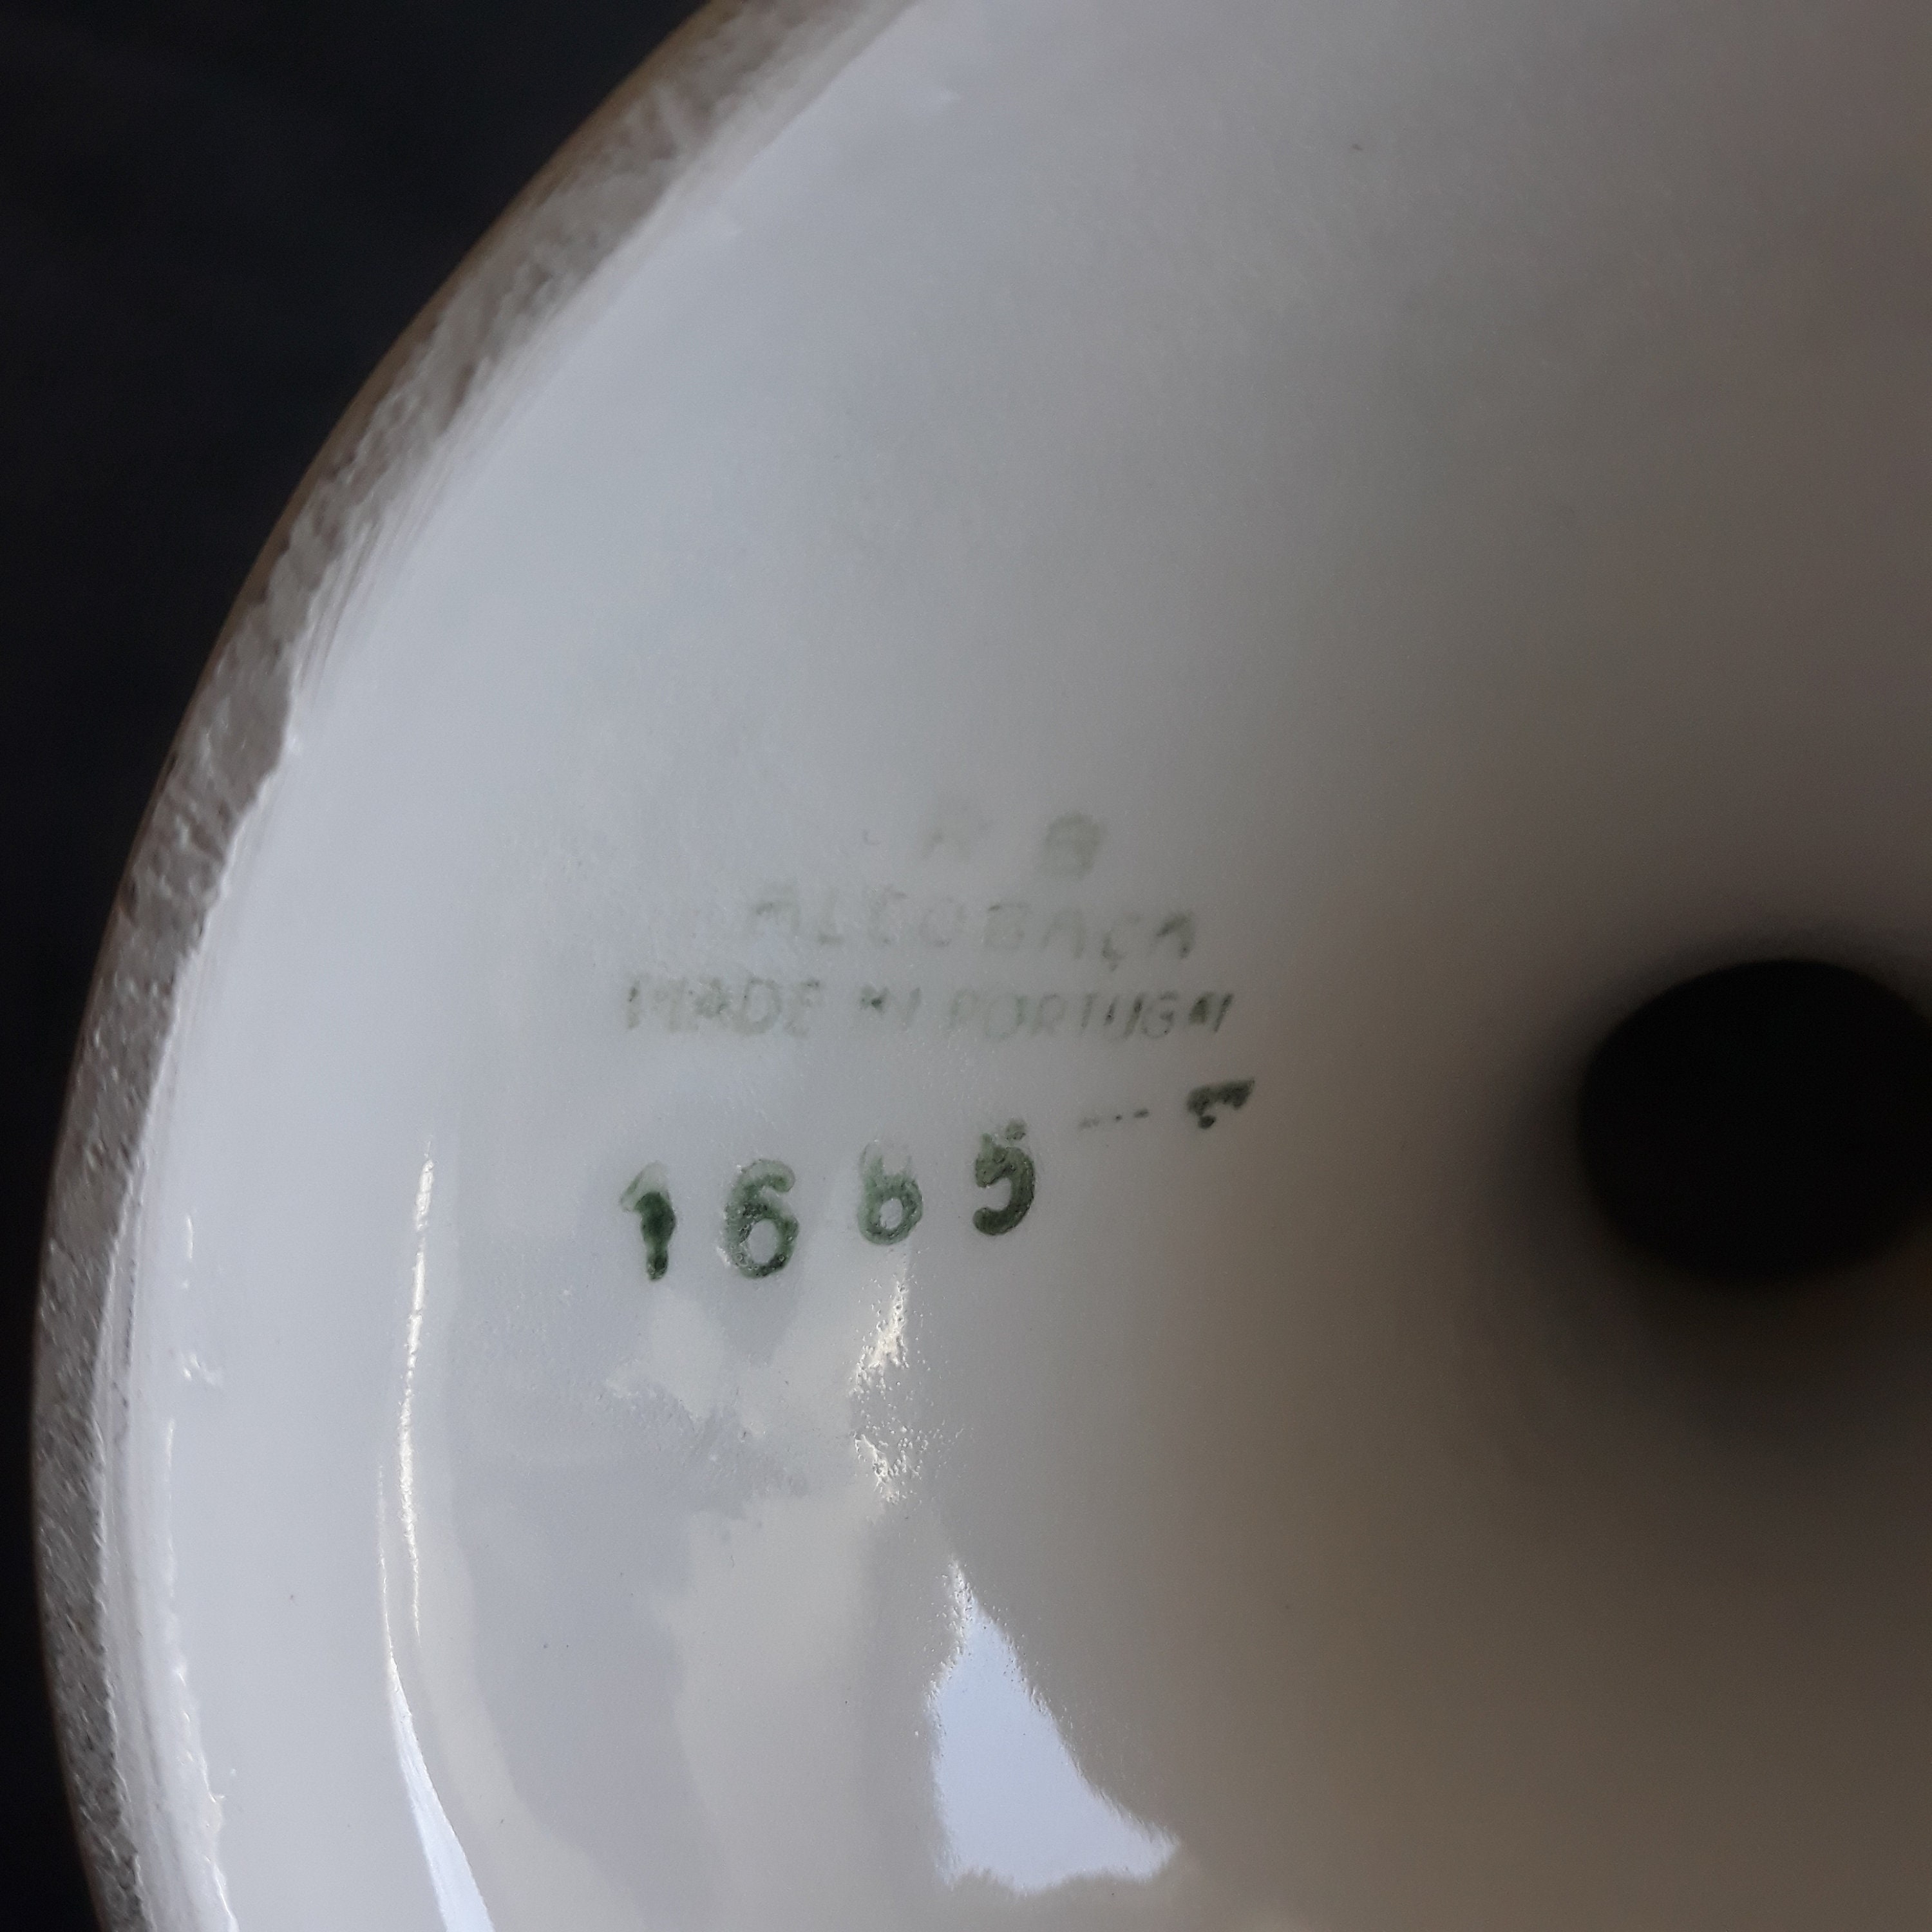 R B
ALCOBAÇA
MADE IN PORTUGAL
1665